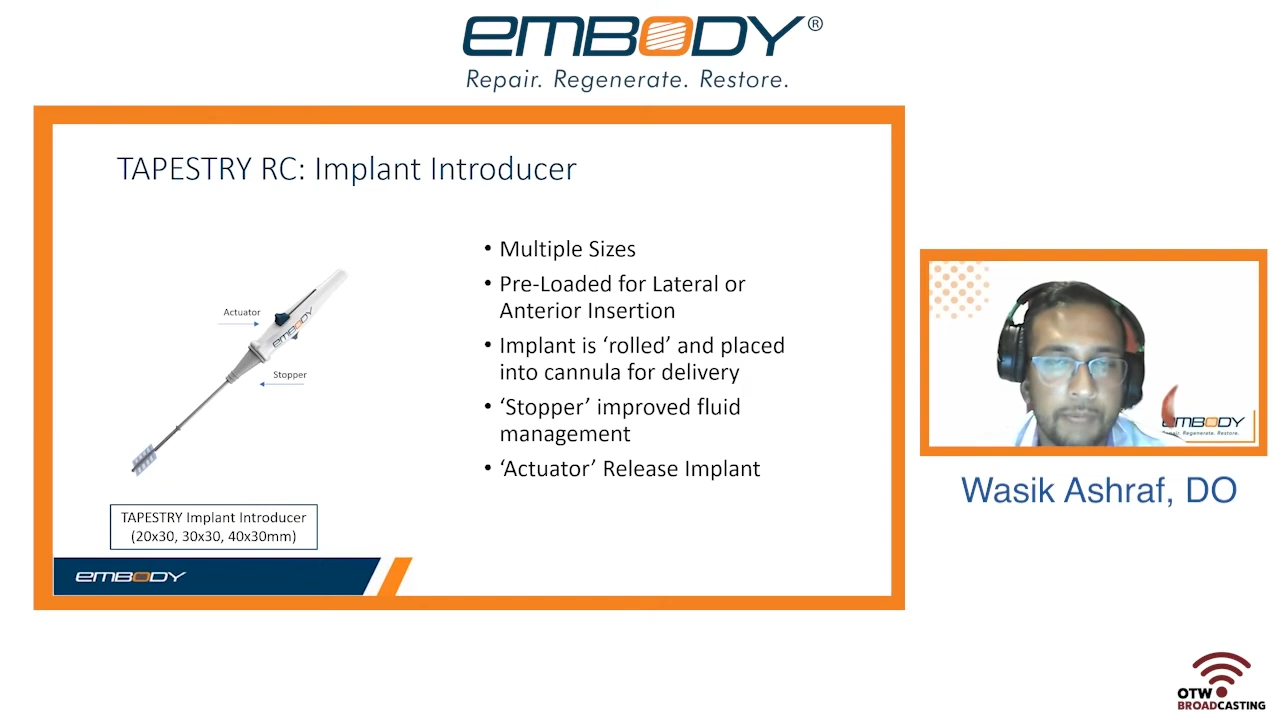 EMBODY®
Repair. Regenerate. Restore.
TAPESTRY RC: Implant Introducer
• Multiple Sizes
• Pre-Loaded for Lateral or
Anterior Insertion
• Implant is ‘rolled’ and placed
into cannula for delivery
• ‘Stopper’ improved fluid
management
• ‘Actuator’ Release Implant
Actuator
EMBODY
Stopper
TAPESTRY Implant Introducer
(20x30, 30x30, 40x30mm)
EMBODY
EMBODY
Repair. Regenerate. Restore.
Wasik Ashraf, DO
OTW
BROADCASTING